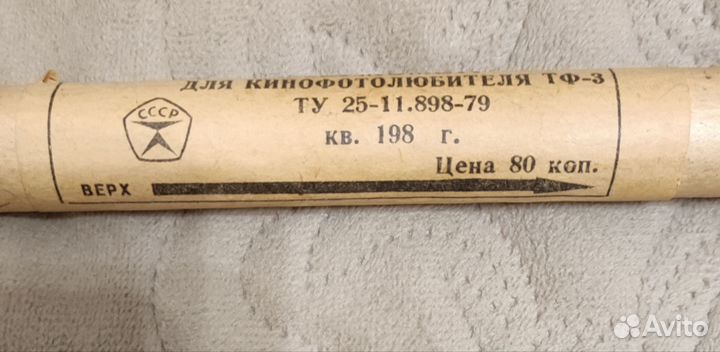 ДЛЯ КИНОФОТОЛЮБИТЕЛЯ ТФ-3
ТУ 25-11.898-79
кв. 198 г.
Цена 80 коп.
СССР
ВЕРХ
Avito